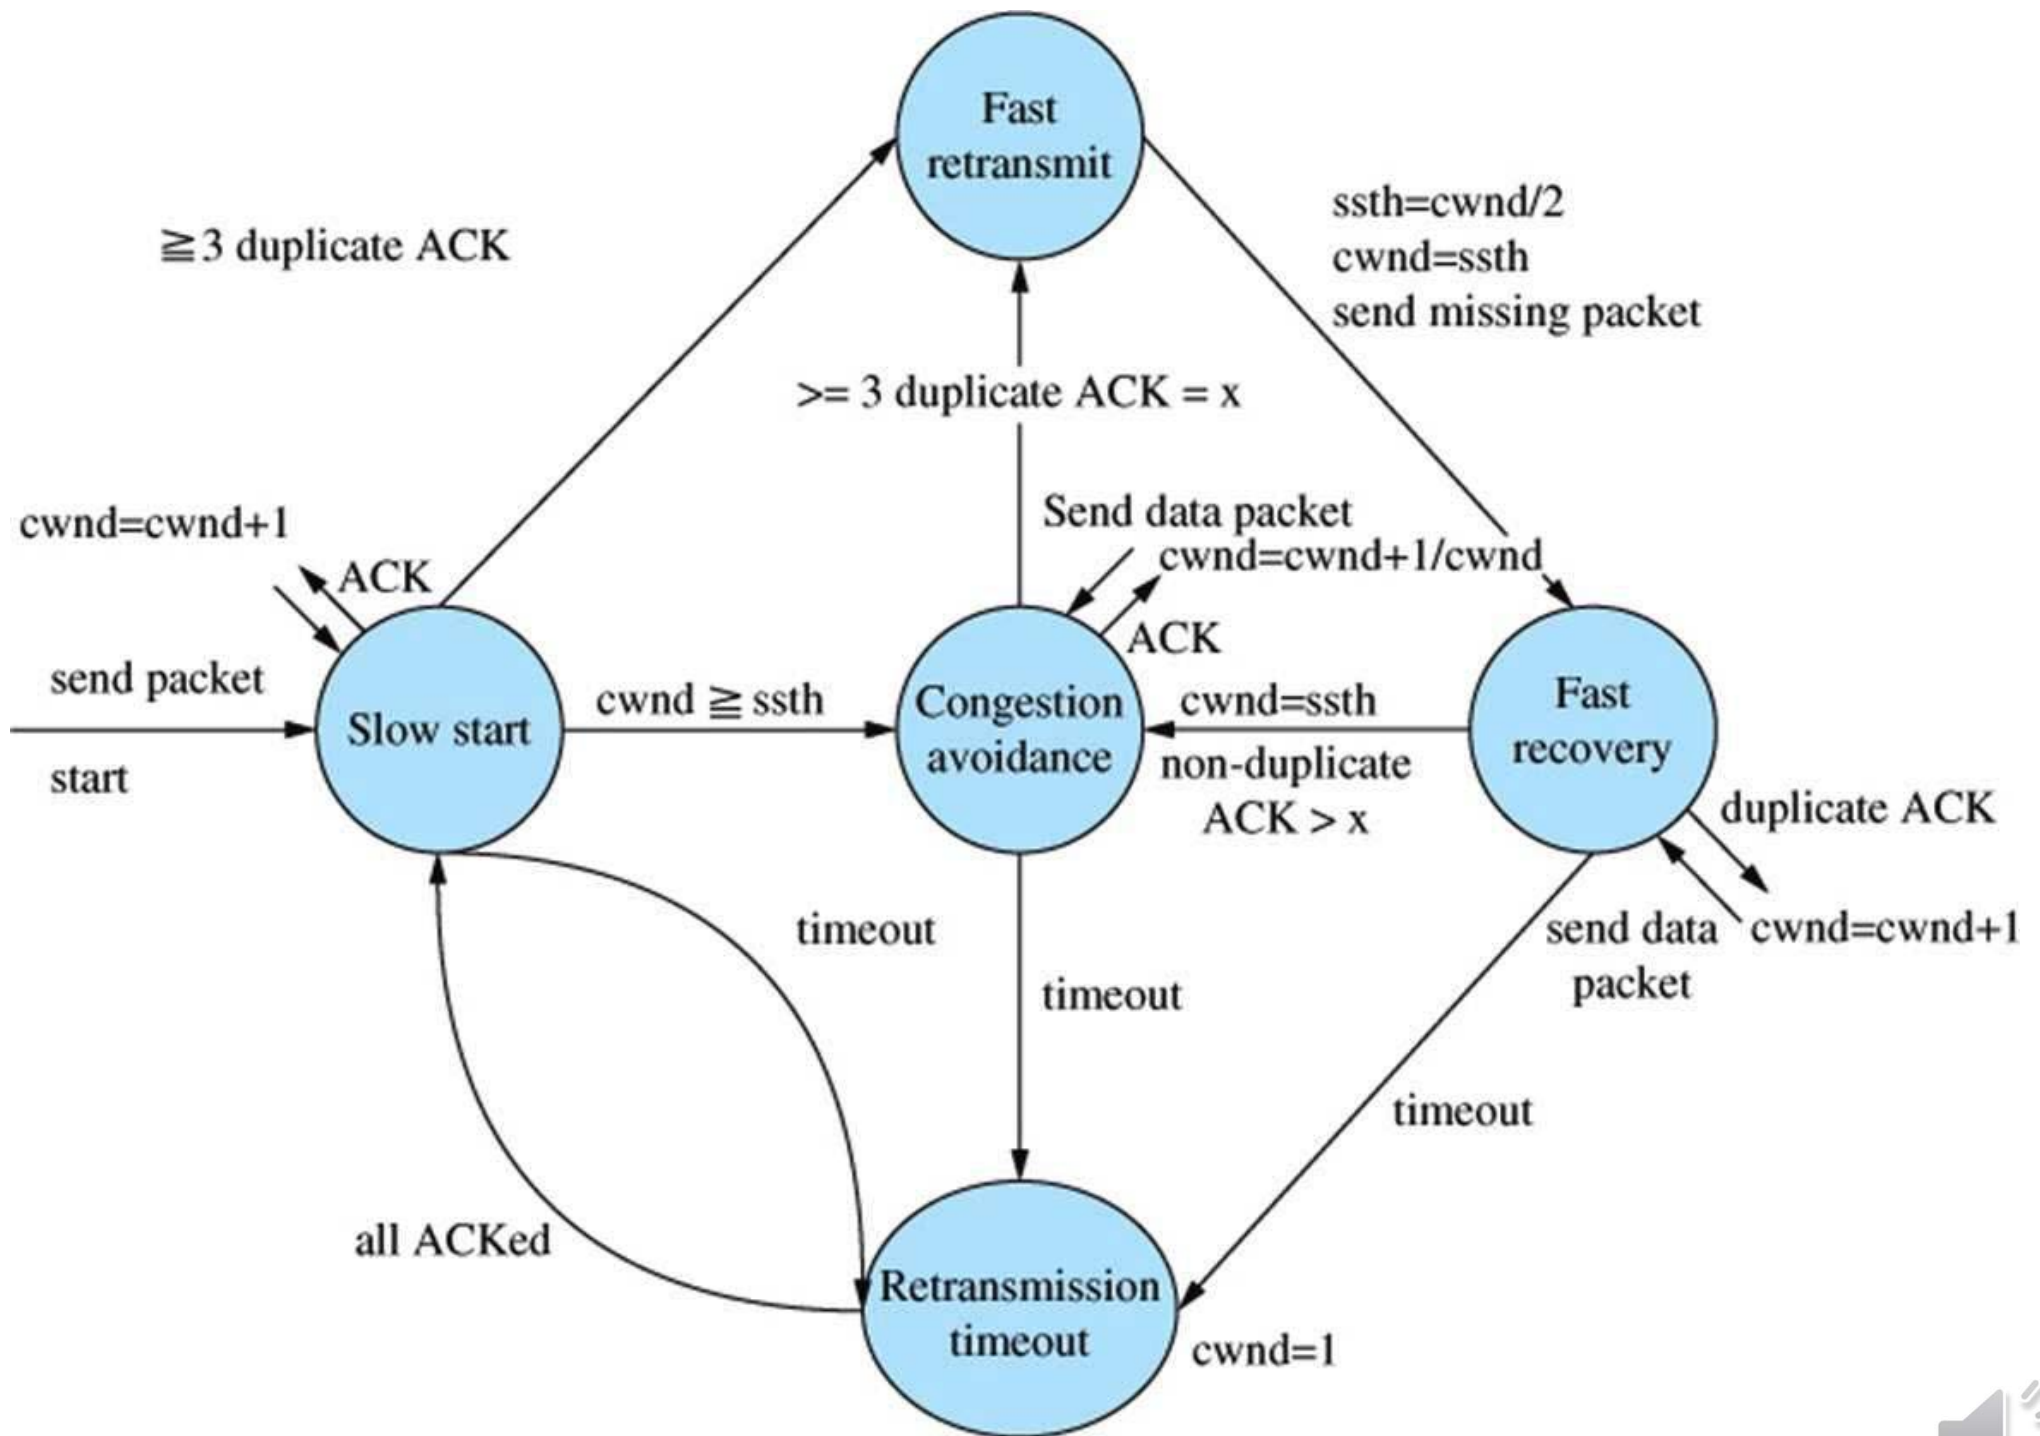 Fast
retransmit
ssth=cwnd/2
cwnd=ssth
send missing packet
≧3 duplicate ACK
>= 3 duplicate ACK = x
cwnd=cwnd+1
ACK
Send data packet
cwnd=cwnd+1/cwnd
ACK
send packet
start
Slow start
cwnd ≧ ssth
Congestion
avoidance
cwnd=ssth
non-duplicate
ACK > x
Fast
recovery
duplicate ACK
cwnd=cwnd+1
send data
packet
timeout
timeout
timeout
all ACKed
Retransmission
timeout
cwnd=1